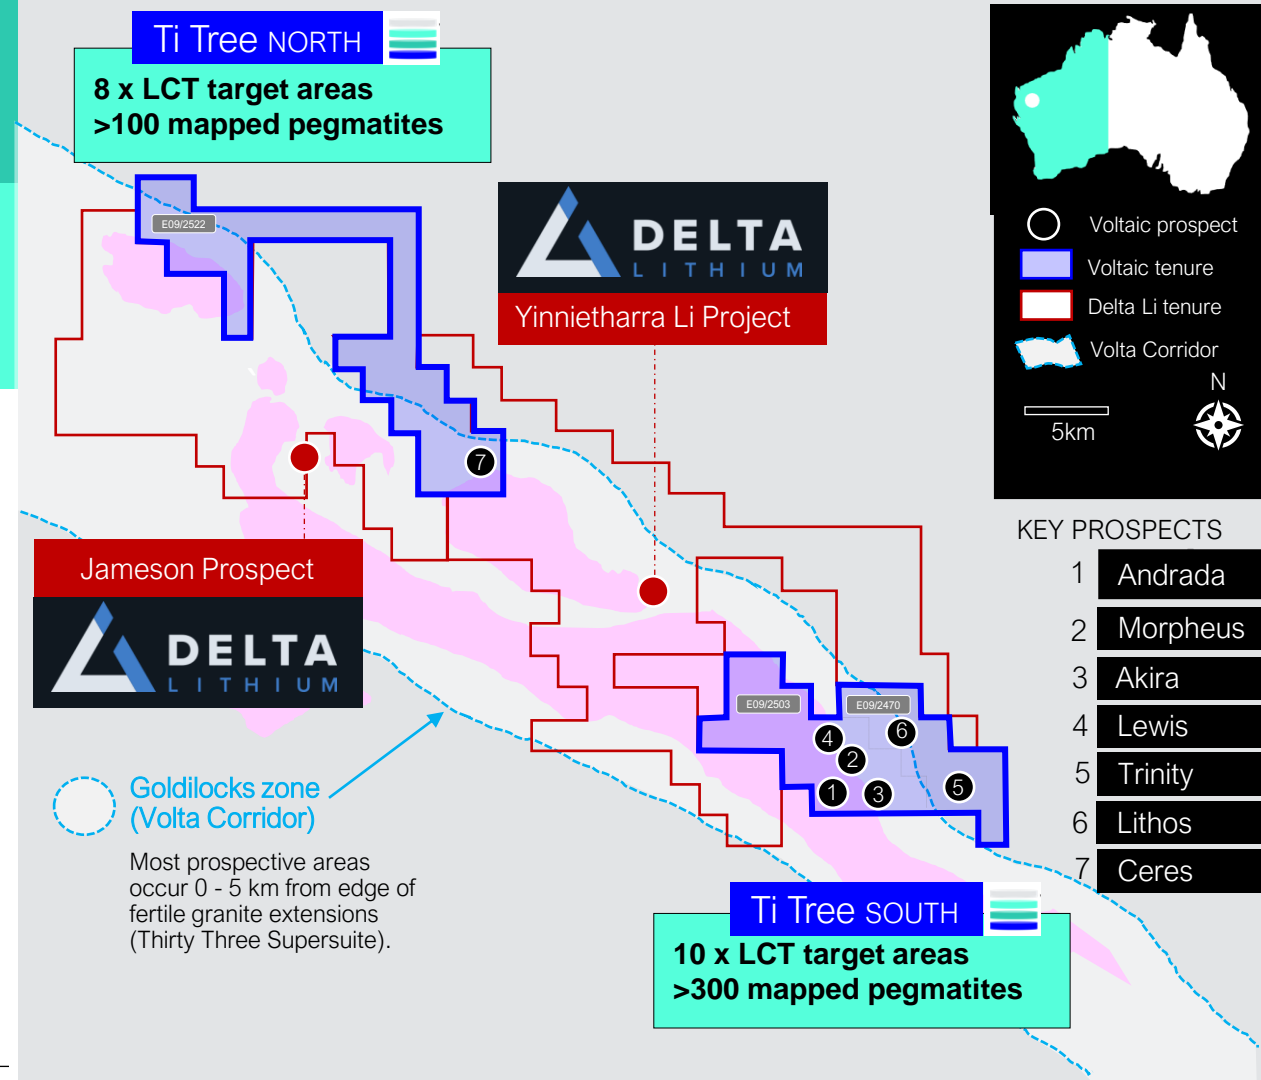 Ti Tree NORTH
8 x LCT target areas
>100 mapped pegmatites
E09/2522
DELTA
LITHIUM
Yinnietharra Li Project
Voltaic prospect
Voltaic tenure
Delta Li tenure
Volta Corridor
N
5km
7
Jameson Prospect
DELTA
LITHIUM
KEY PROSPECTS
1 Andrada
2 Morpheus
3 Akira
4 Lewis
5 Trinity
6 Lithos
7 Ceres
E09/2503
E09/2470
4
6
2
1
3
5
Goldilocks zone
(Volta Corridor)
Most prospective areas
occur 0 - 5 km from edge of
fertile granite extensions
(Thirty Three Supersuite).
Ti Tree SOUTH
10 x LCT target areas
>300 mapped pegmatites